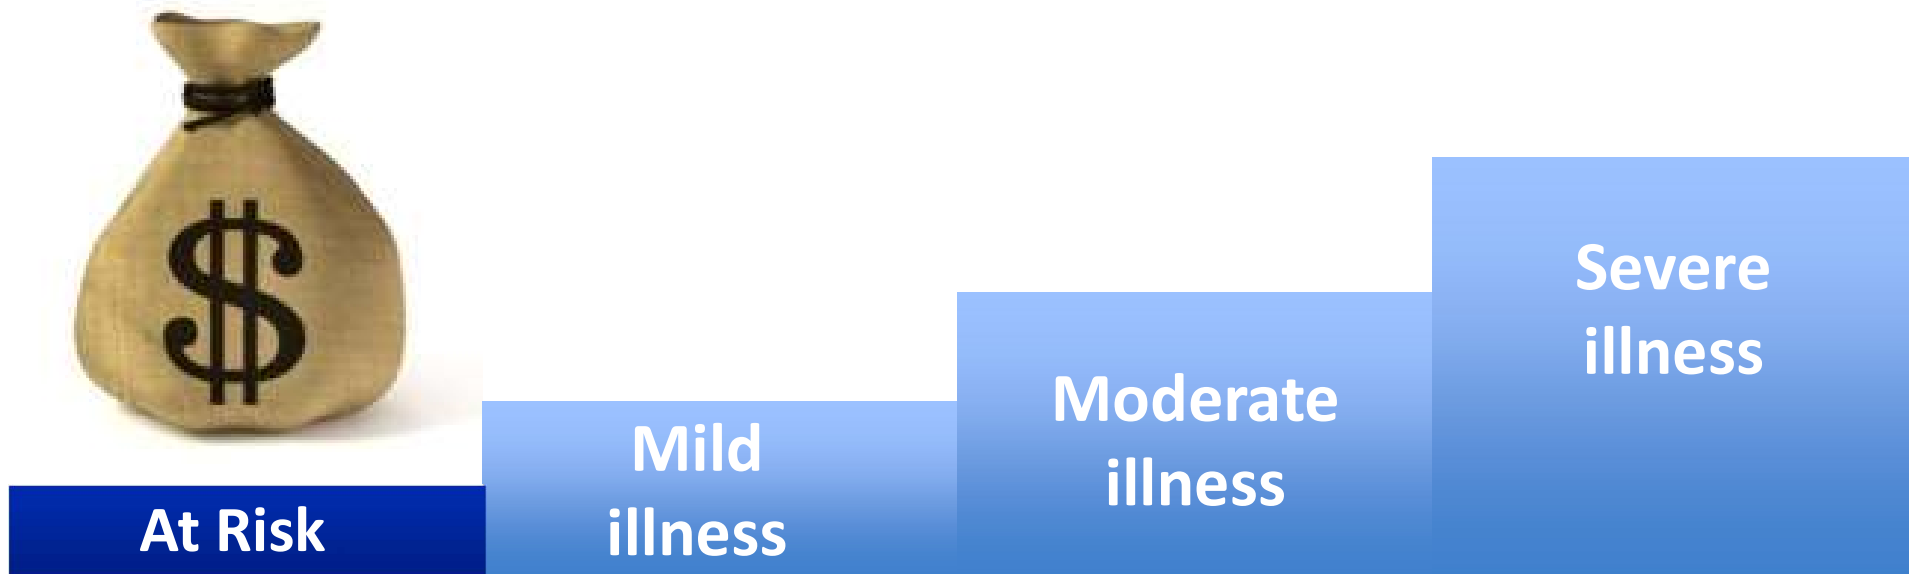 $
At Risk
Mild
illness
Moderate
illness
Severe
illness